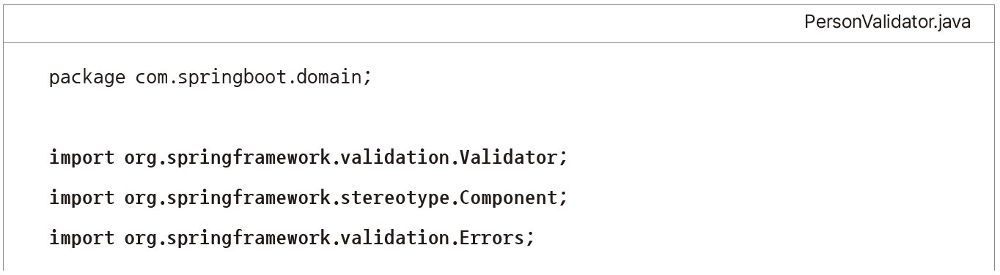 PersonValidator.java
package com.springboot.domain;
import org.springframework.validation.Validator;
import org.springframework.stereotype.Component;
import org.springframework.validation.Errors;